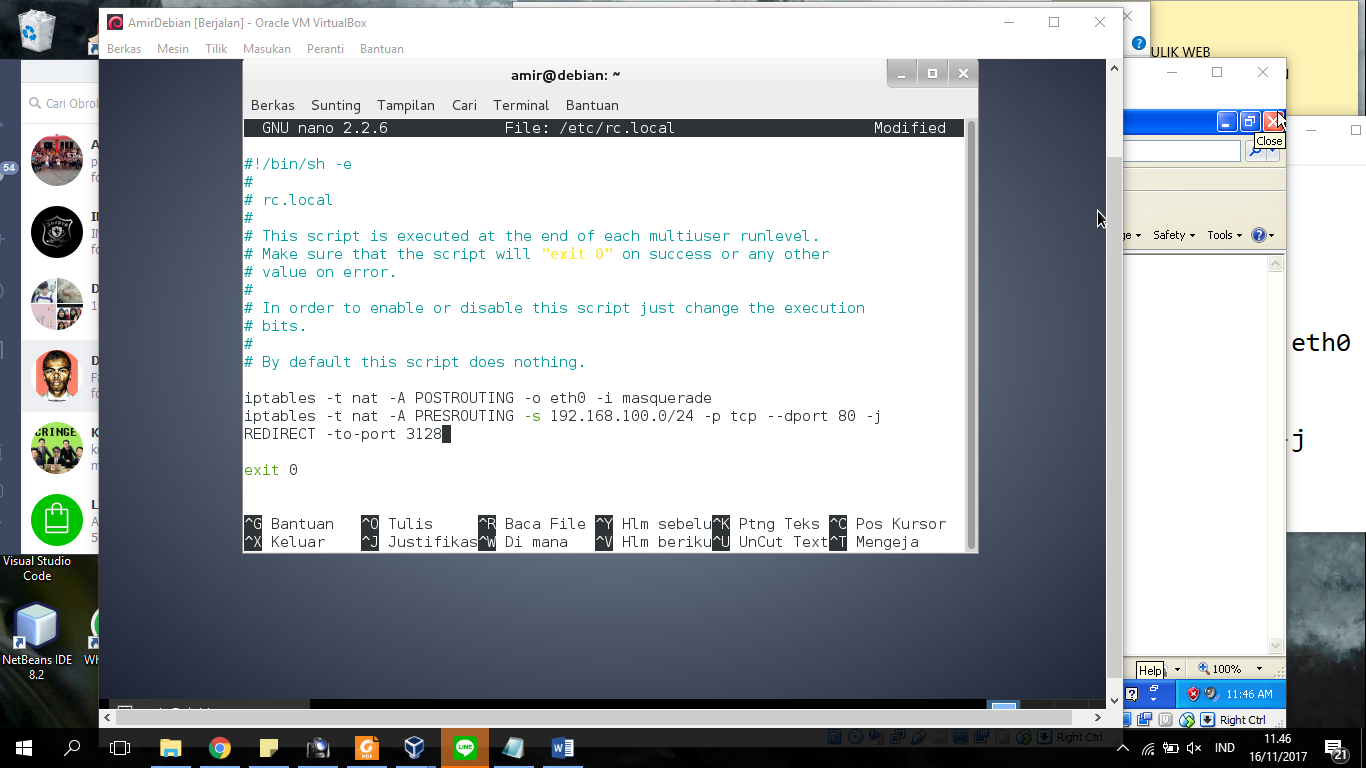 AmirDebian [Berjalan] - Oracle VM VirtualBox
Berkas Mesin Tilik Masukan Peranti Bantuan
amir@debian: ~
Berkas Sunting Tampilan Cari Terminal Bantuan
GNU nano 2.2.6 File: /etc/rc.local Modified
#!/bin/sh -e
#
# rc.local
#
# This script is executed at the end of each multiuser runlevel.
# Make sure that the script will "exit 0" on success or any other
# value on error.
#
# In order to enable or disable this script just change the execution
# bits.
#
# By default this script does nothing.
iptables -t nat -A POSTROUTING -o eth0 -i masquerade
iptables -t nat -A PRESROUTING -s 192.168.100.0/24 -p tcp --dport 80 -j
REDIRECT -to-port 3128
exit 0
^G Bantuan ^O Tulis ^R Baca File ^Y Hlm sebelu ^K Ptng Teks ^C Pos Kursor
^X Keluar ^J Justifikas ^W Di mana ^V Hlm beriku ^U UnCut Text ^T Mengeja
Cari Obrol
54
CRINGE
Visual Studio
Code
NetBeans IDE
8.2
ULIK WEB
Close
Safety Tools
eth0
-j
Help
100%
11:46 AM
Right Ctrl
Right Ctrl
LINE
IND
11.46
16/11/2017
21